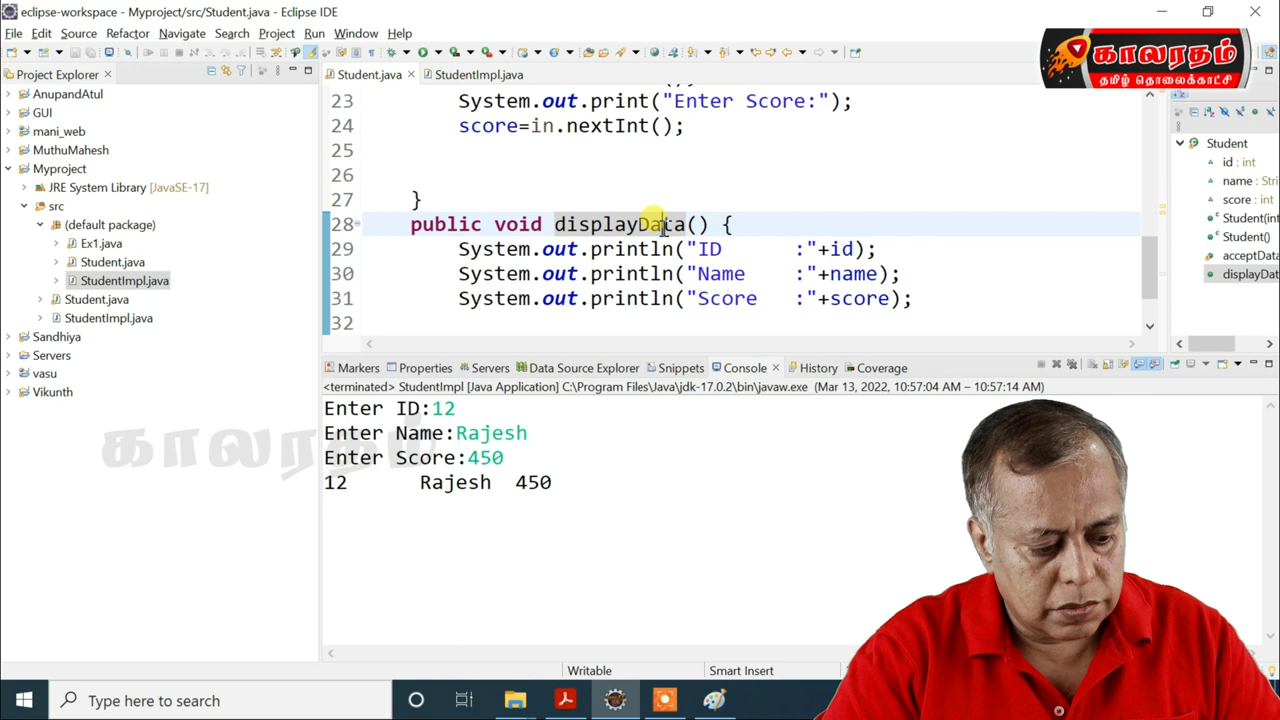 eclipse-workspace - Myproject/src/Student.java - Eclipse IDE
File Edit Source Refactor Navigate Search Project Run Window Help
காலரதம்
தமிழ் தொலைக்காட்சி
Project Explorer
AnupandAtul
GUI
mani_web
MuthuMahesh
Myproject
JRE System Library [JavaSE-17]
src
(default package)
Ex1.java
Student.java
StudentImpl.java
Student.java
StudentImpl.java
Sandhiya
Servers
vasu
Vikunth
Student.java StudentImpl.java
23 System.out.print("Enter Score:");
24 score=in.nextInt();
25
26
27 }
28 public void displayData() {
29 System.out.println("ID :"+id);
30 System.out.println("Name :"+name);
31 System.out.println("Score :"+score);
32
Student
id : int
name : Stri
score : int
Student(int
Student()
acceptData
displayDat
Markers Properties Servers Data Source Explorer Snippets Console History Coverage
<terminated> StudentImpl [Java Application] C:\Program Files\Java\jdk-17.0.2\bin\javaw.exe (Mar 13, 2022, 10:57:04 AM – 10:57:14 AM)
Enter ID:12
Enter Name:Rajesh
Enter Score:450
12 Rajesh 450
காலரதம்
Writable Smart Insert
Type here to search